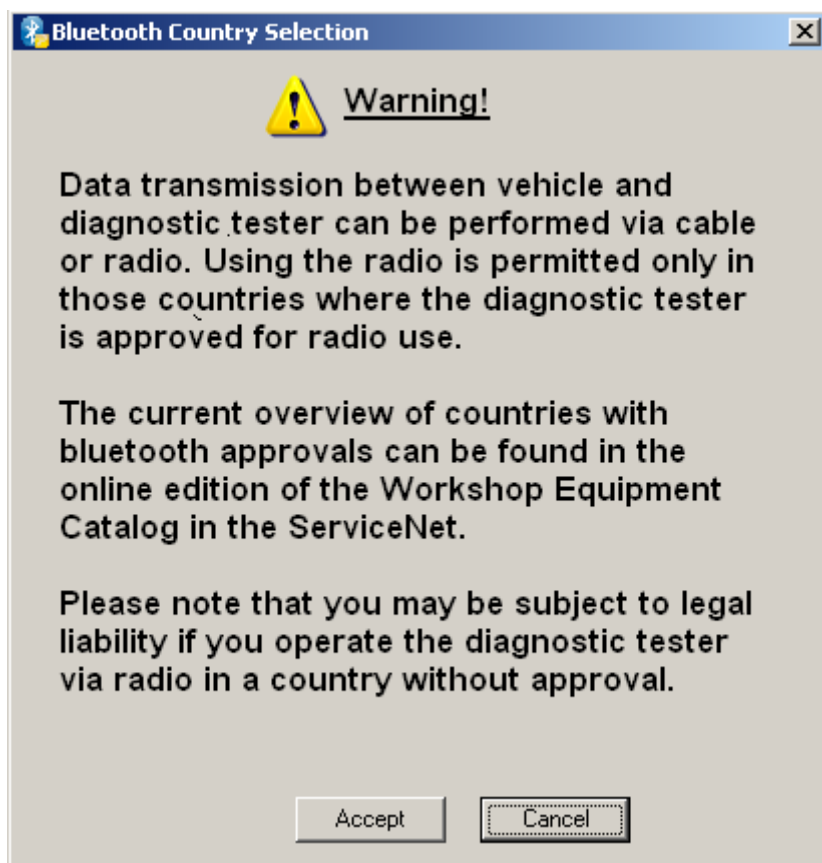 Bluetooth Country Selection
Warning!
Data transmission between vehicle and
diagnostic tester can be performed via cable
or radio. Using the radio is permitted only in
those countries where the diagnostic tester
is approved for radio use.
The current overview of countries with
bluetooth approvals can be found in the
online edition of the Workshop Equipment
Catalog in the ServiceNet.
Please note that you may be subject to legal
liability if you operate the diagnostic tester
via radio in a country without approval.
Accept Cancel